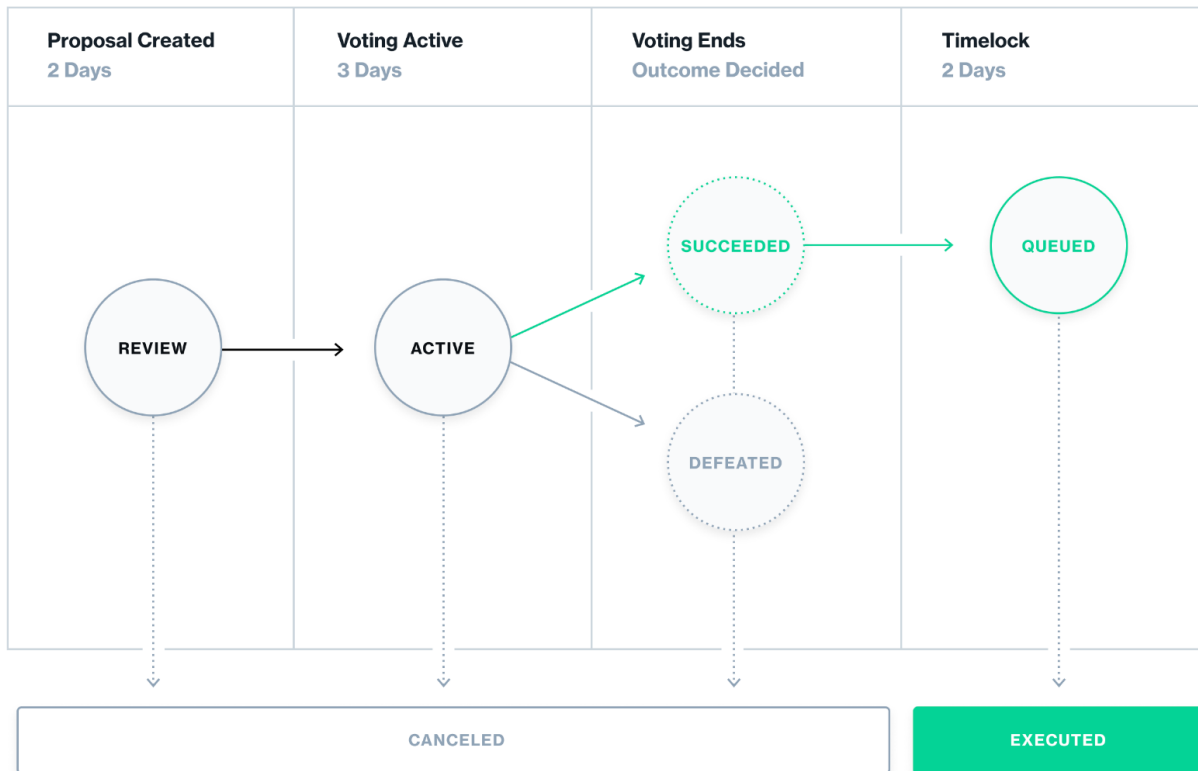 Proposal Created
2 Days
Voting Active
3 Days
Voting Ends
Outcome Decided
Timelock
2 Days
REVIEW
ACTIVE
SUCCEEDED
DEFEATED
QUEUED
CANCELED
EXECUTED